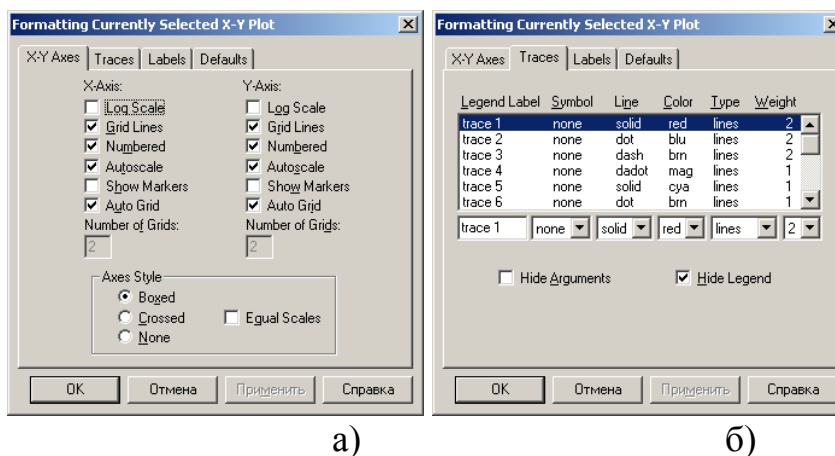 Formatting Currently Selected X-Y Plot
X-Y Axes Traces Labels Defaults
X-Axis: Y-Axis:
Log Scale Log Scale
Grid Lines Grid Lines
Numbered Numbered
Autoscale Autoscale
Show Markers Show Markers
Auto Grid Auto Grid
Number of Grids: Number of Grids:
2 2
Axes Style
Boxed
Crossed Equal Scales
None
OK Отмена Применить Справка
а)
Formatting Currently Selected X-Y Plot
X-Y Axes Traces Labels Defaults
Legend Label Symbol Line Color Type Weight
trace 1 none solid red lines 2
trace 2 none dot blu lines 2
trace 3 none dash brn lines 2
trace 4 none dadot mag lines 1
trace 5 none solid cya lines 1
trace 6 none dot brn lines 1
trace 1 none solid red lines 2
Hide Arguments Hide Legend
OK Отмена Применить Справка
б)